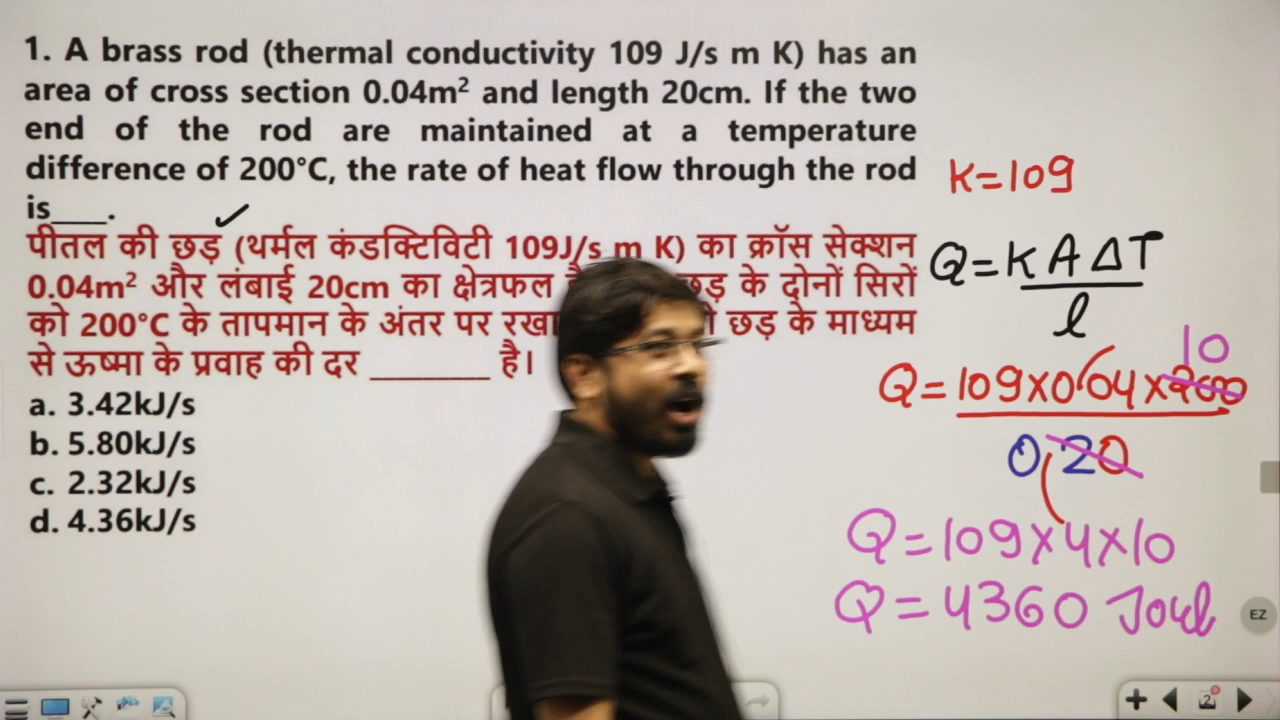 1. A brass rod (thermal conductivity 109 J/s m K) has an
area of cross section 0.04m² and length 20cm. If the two
end of the rod are maintained at a temperature
difference of 200°C, the rate of heat flow through the rod
is___.
पीतल की छड़ (थर्मल कंडक्टिविटी 109J/s m K) का क्रॉस सेक्शन
0.04m² और लंबाई 20cm का क्षेत्रफल छड़ के दोनों सिरों
को 200°C के तापमान के अंतर पर रखा छड़ के माध्यम
से ऊष्मा के प्रवाह की दर _______ है।
a. 3.42kJ/s
b. 5.80kJ/s
c. 2.32kJ/s
d. 4.36kJ/s
K=109
Q=KAΔT
l
10
Q=109×0.04×200
0.20
Q=109×4×10
Q=4360 Joul
EZ
2